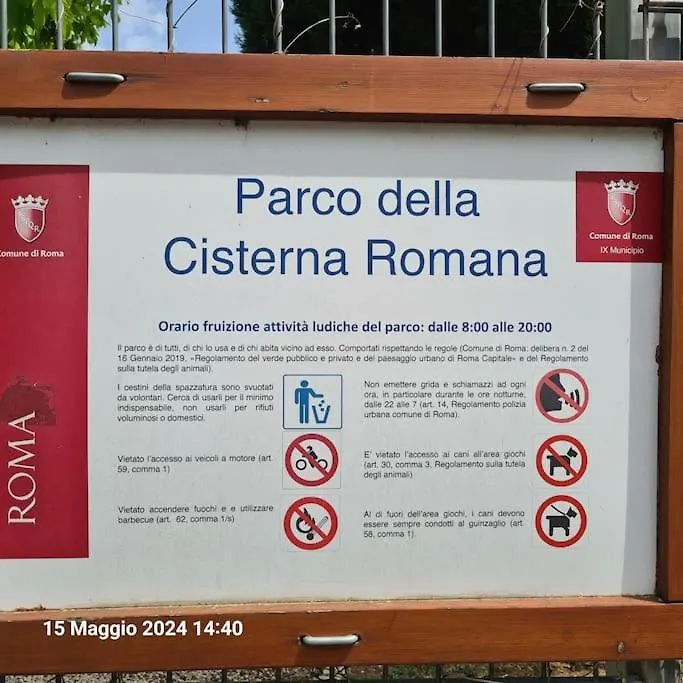 Parco della
Cisterna Romana
SPQR
Comune di Roma
SPQR
Comune di Roma
IX Municipio
Orario fruizione attività ludiche del parco: dalle 8:00 alle 20:00
Il parco è di tutti, di chi lo usa e di chi abita vicino ad esso. Comportati rispettando le regole (Comune di Roma: delibera n. 2 del
16 Gennaio 2019, «Regolamento del verde pubblico e privato e del paesaggio urbano di Roma Capitale» e del Regolamento
sulla tutela degli animali).
I cestini della spazzatura sono svuotati
da volontari. Cerca di usarli per il minimo
indispensabile, non usarli per rifiuti
voluminosi o domestici.
Vietato l'accesso ai veicoli a motore (art.
59, comma 1)
Vietato accendere fuochi e e utilizzare
barbecue (art. 62, comma 1/s)
Non emettere grida e schiamazzi ad ogni
ora, in particolare durante le ore notturne,
dalle 22 alle 7 (art. 14, Regolamento polizia
urbana comune di Roma).
E' vietato l'accesso ai cani all'area giochi
(art. 30, comma 3. Regolamento sulla tutela
degli animali)
Al di fuori dell'area giochi, i cani devono
essere sempre condotti al guinzaglio (art.
56, comma 1).
ROMA
15 Maggio 2024 14:40